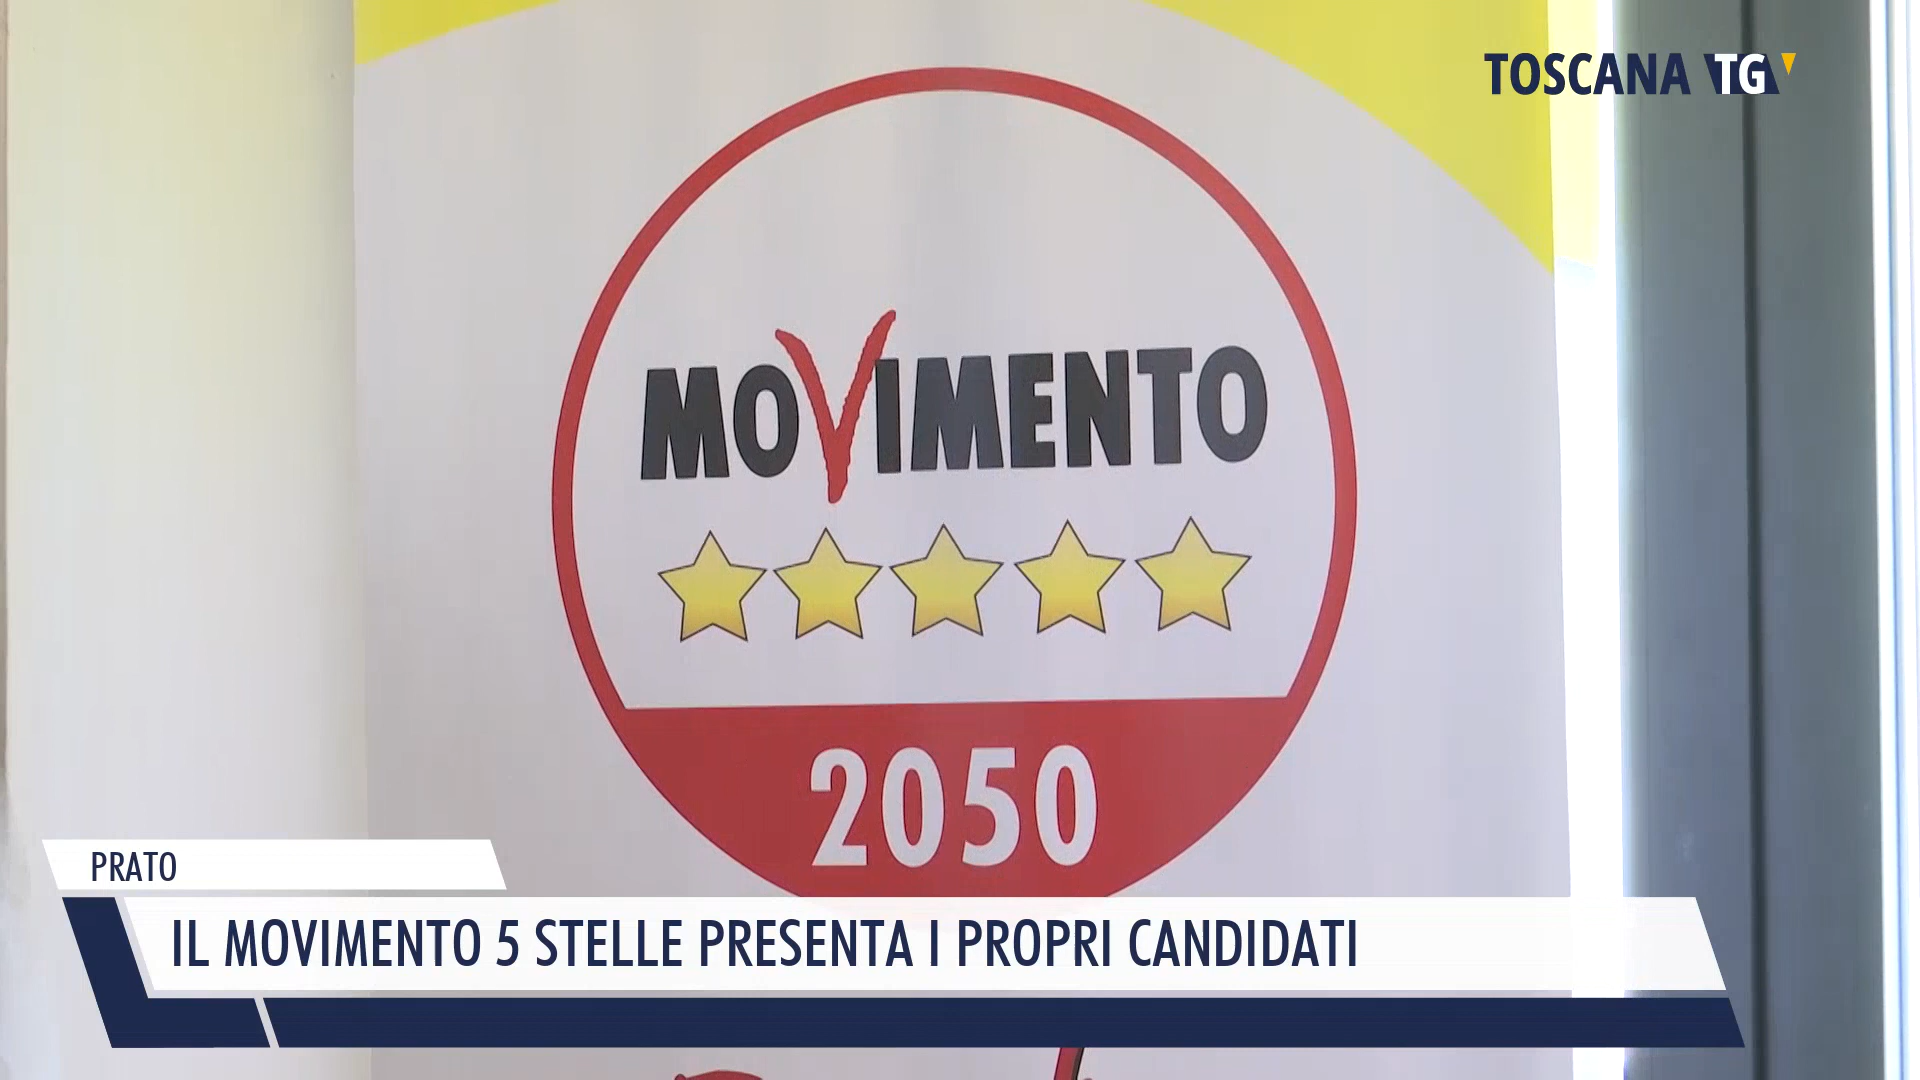 TOSCANA TG
MOVIMENTO
2050
PRATO
IL MOVIMENTO 5 STELLE PRESENTA I PROPRI CANDIDATI